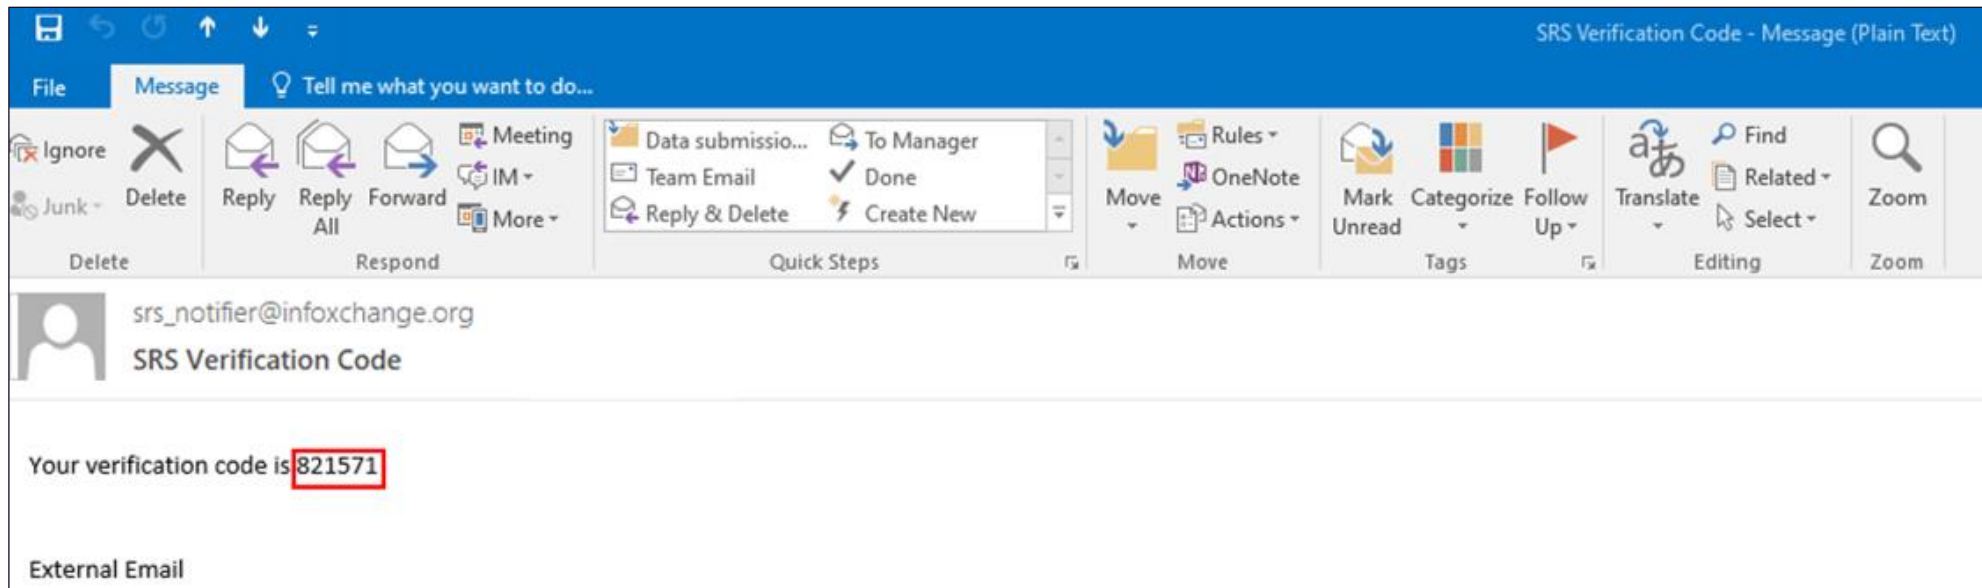 SRS Verification Code - Message (Plain Text)
File Message Tell me what you want to do...
Ignore
Junk
Delete
Reply
Reply All
Forward
Meeting
IM
More
Data submissio... To Manager
Team Email Done
Reply & Delete Create New
Move
Rules
OneNote
Actions
Mark Unread
Categorize
Follow Up
Translate
Find
Related
Select
Zoom
Delete Respond Quick Steps Move Tags Editing Zoom
srs_notifier@infoxchange.org
SRS Verification Code
Your verification code is 821571
External Email